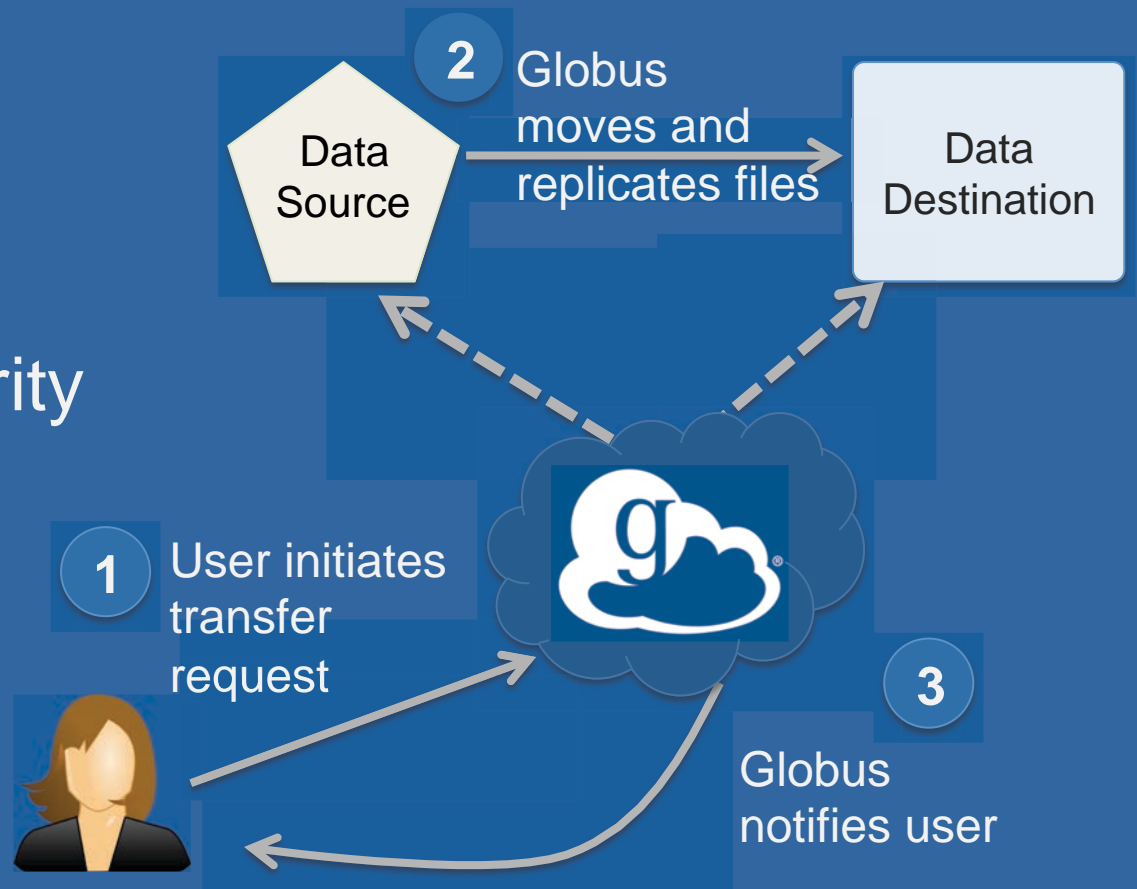 2
Globus
moves and
replicates files
Data
Source
Data
Destination
rity
1
User initiates
transfer
request
g
®
3
Globus
notifies user